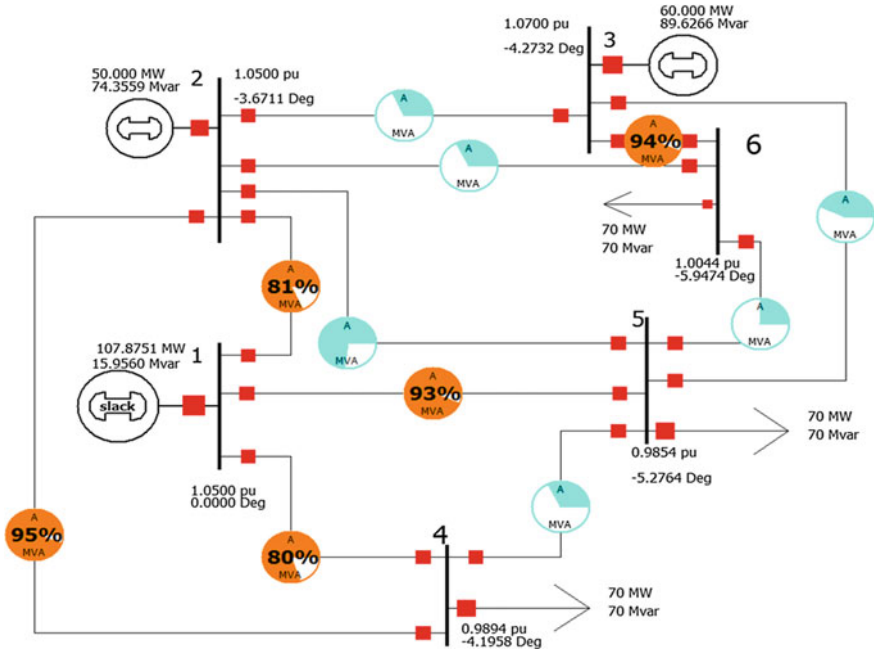 60.000 MW
89.6266 Mvar
1.0700 pu
-4.2732 Deg
3
50.000 MW
74.3559 Mvar
2
1.0500 pu
-3.6711 Deg
A
MVA
A
MVA
A
94%
MVA
6
A
MVA
70 MW
70 Mvar
1.0044 pu
-5.9474 Deg
A
81%
MVA
A
MVA
A
MVA
5
107.8751 MW
15.9560 Mvar
1
slack
A
93%
MVA
70 MW
70 Mvar
0.9854 pu
-5.2764 Deg
1.0500 pu
0.0000 Deg
A
MVA
A
95%
MVA
A
80%
MVA
4
70 MW
70 Mvar
0.9894 pu
-4.1958 Deg